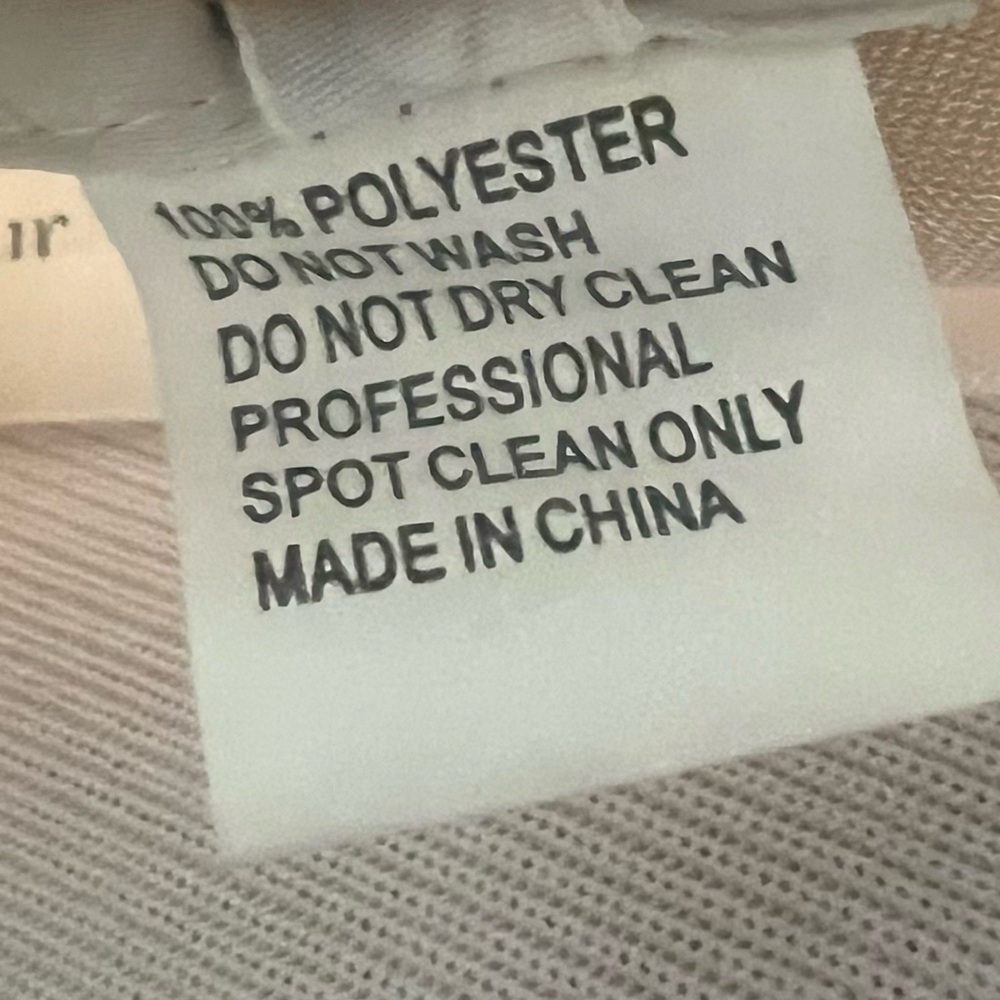 100% POLYESTER
DO NOT WASH
DO NOT DRY CLEAN
PROFESSIONAL
SPOT CLEAN ONLY
MADE IN CHINA